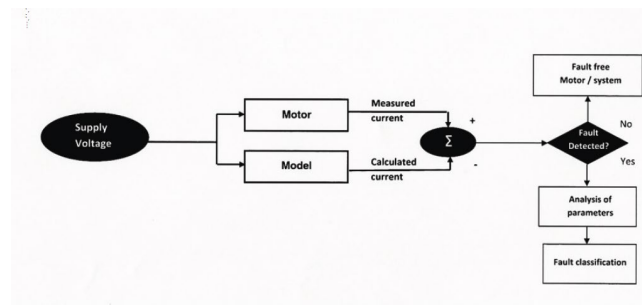 Supply
Voltage
Motor
Model
Measured
current
Calculated
current
+
Σ
-
Fault free
Motor / system
No
Fault
Detected?
Yes
Analysis of
parameters
Fault classification